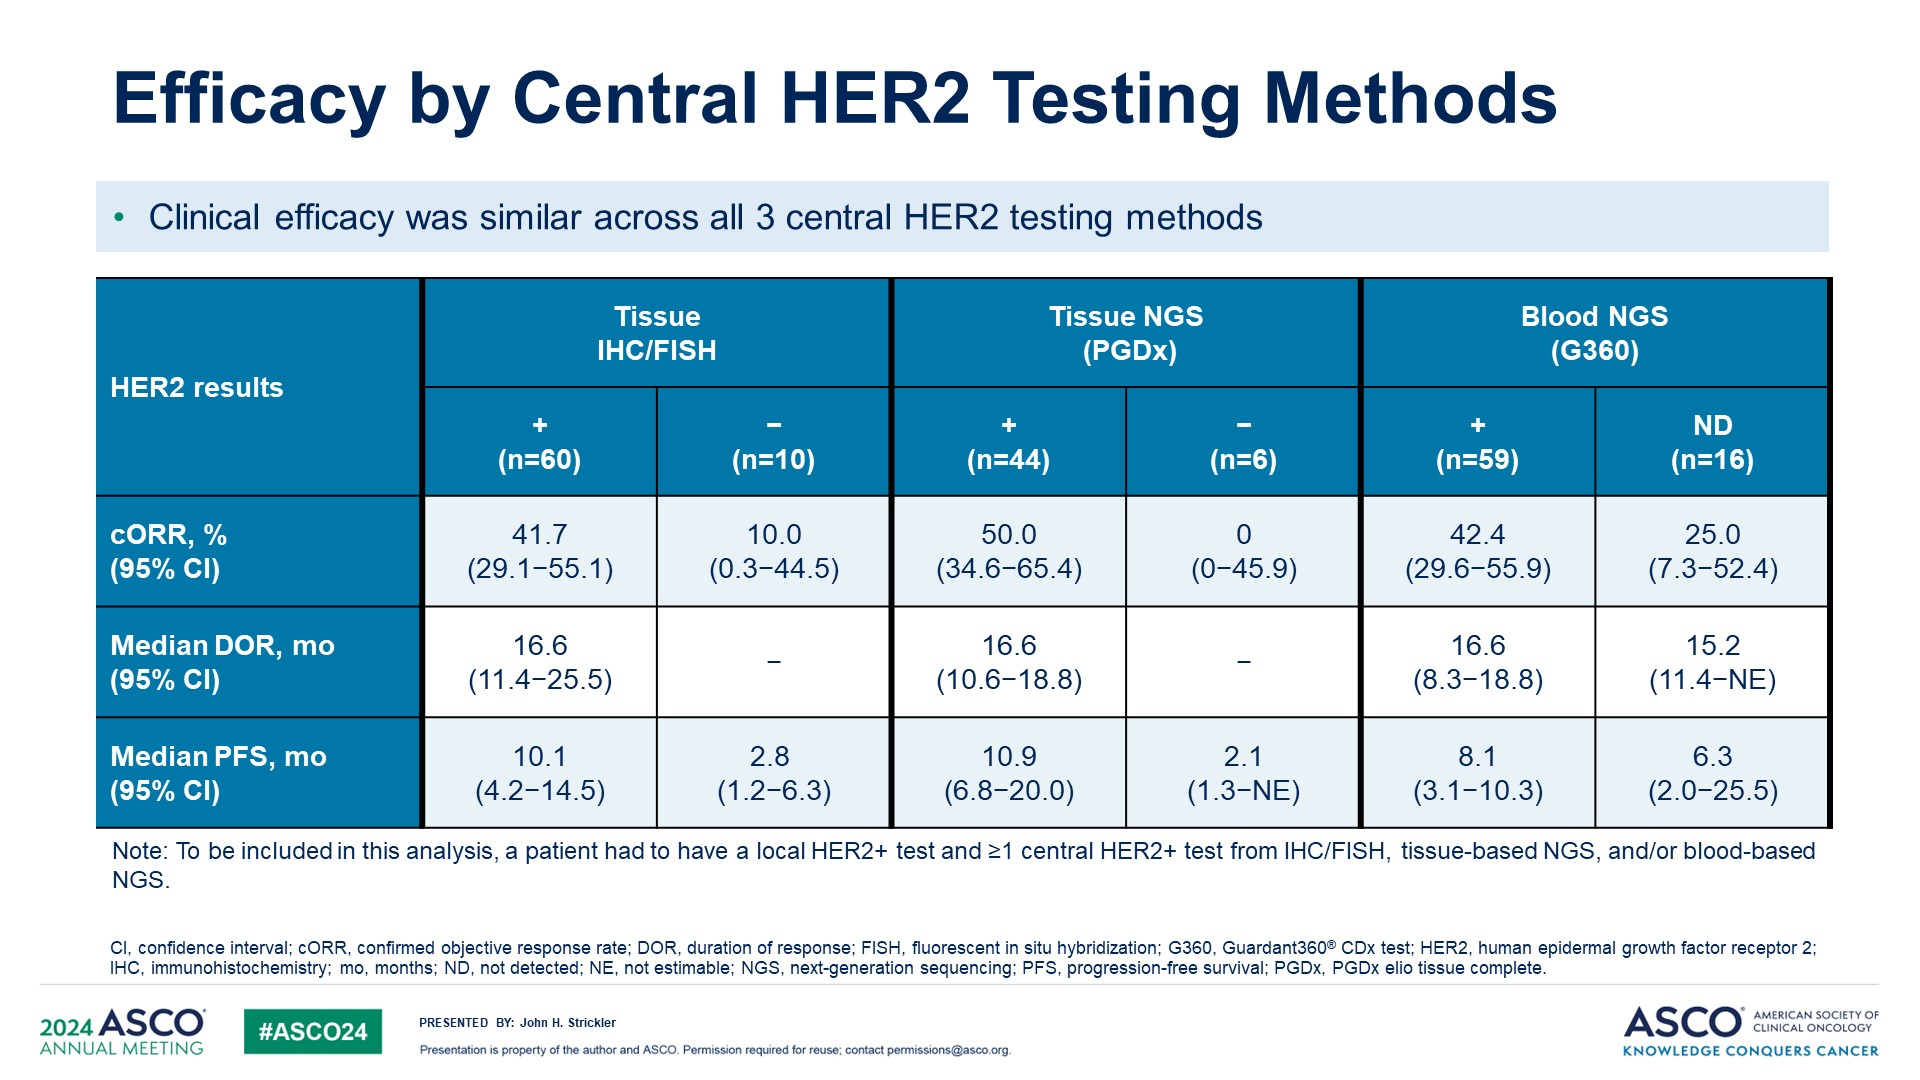 Efficacy by Central HER2 Testing Methods
• Clinical efficacy was similar across all 3 central HER2 testing methods
HER2 results
Tissue
IHC/FISH
Tissue NGS
(PGDx)
Blood NGS
(G360)
+
(n=60)
−
(n=10)
+
(n=44)
−
(n=6)
+
(n=59)
ND
(n=16)
cORR, %
(95% CI)
41.7
(29.1−55.1)
10.0
(0.3−44.5)
50.0
(34.6−65.4)
0
(0−45.9)
42.4
(29.6−55.9)
25.0
(7.3−52.4)
Median DOR, mo
(95% CI)
16.6
(11.4−25.5)
−
16.6
(10.6−18.8)
−
16.6
(8.3−18.8)
15.2
(11.4−NE)
Median PFS, mo
(95% CI)
10.1
(4.2−14.5)
2.8
(1.2−6.3)
10.9
(6.8−20.0)
2.1
(1.3−NE)
8.1
(3.1−10.3)
6.3
(2.0−25.5)
Note: To be included in this analysis, a patient had to have a local HER2+ test and ≥1 central HER2+ test from IHC/FISH, tissue-based NGS, and/or blood-based
NGS.
CI, confidence interval; cORR, confirmed objective response rate; DOR, duration of response; FISH, fluorescent in situ hybridization; G360, Guardant360® CDx test; HER2, human epidermal growth factor receptor 2;
IHC, immunohistochemistry; mo, months; ND, not detected; NE, not estimable; NGS, next-generation sequencing; PFS, progression-free survival; PGDx, PGDx elio tissue complete.
2024 ASCO®
ANNUAL MEETING
#ASCO24
PRESENTED BY: John H. Strickler
Presentation is property of the author and ASCO. Permission required for reuse; contact permissions@asco.org.
ASCO® AMERICAN SOCIETY OF
CLINICAL ONCOLOGY
KNOWLEDGE CONQUERS CANCER